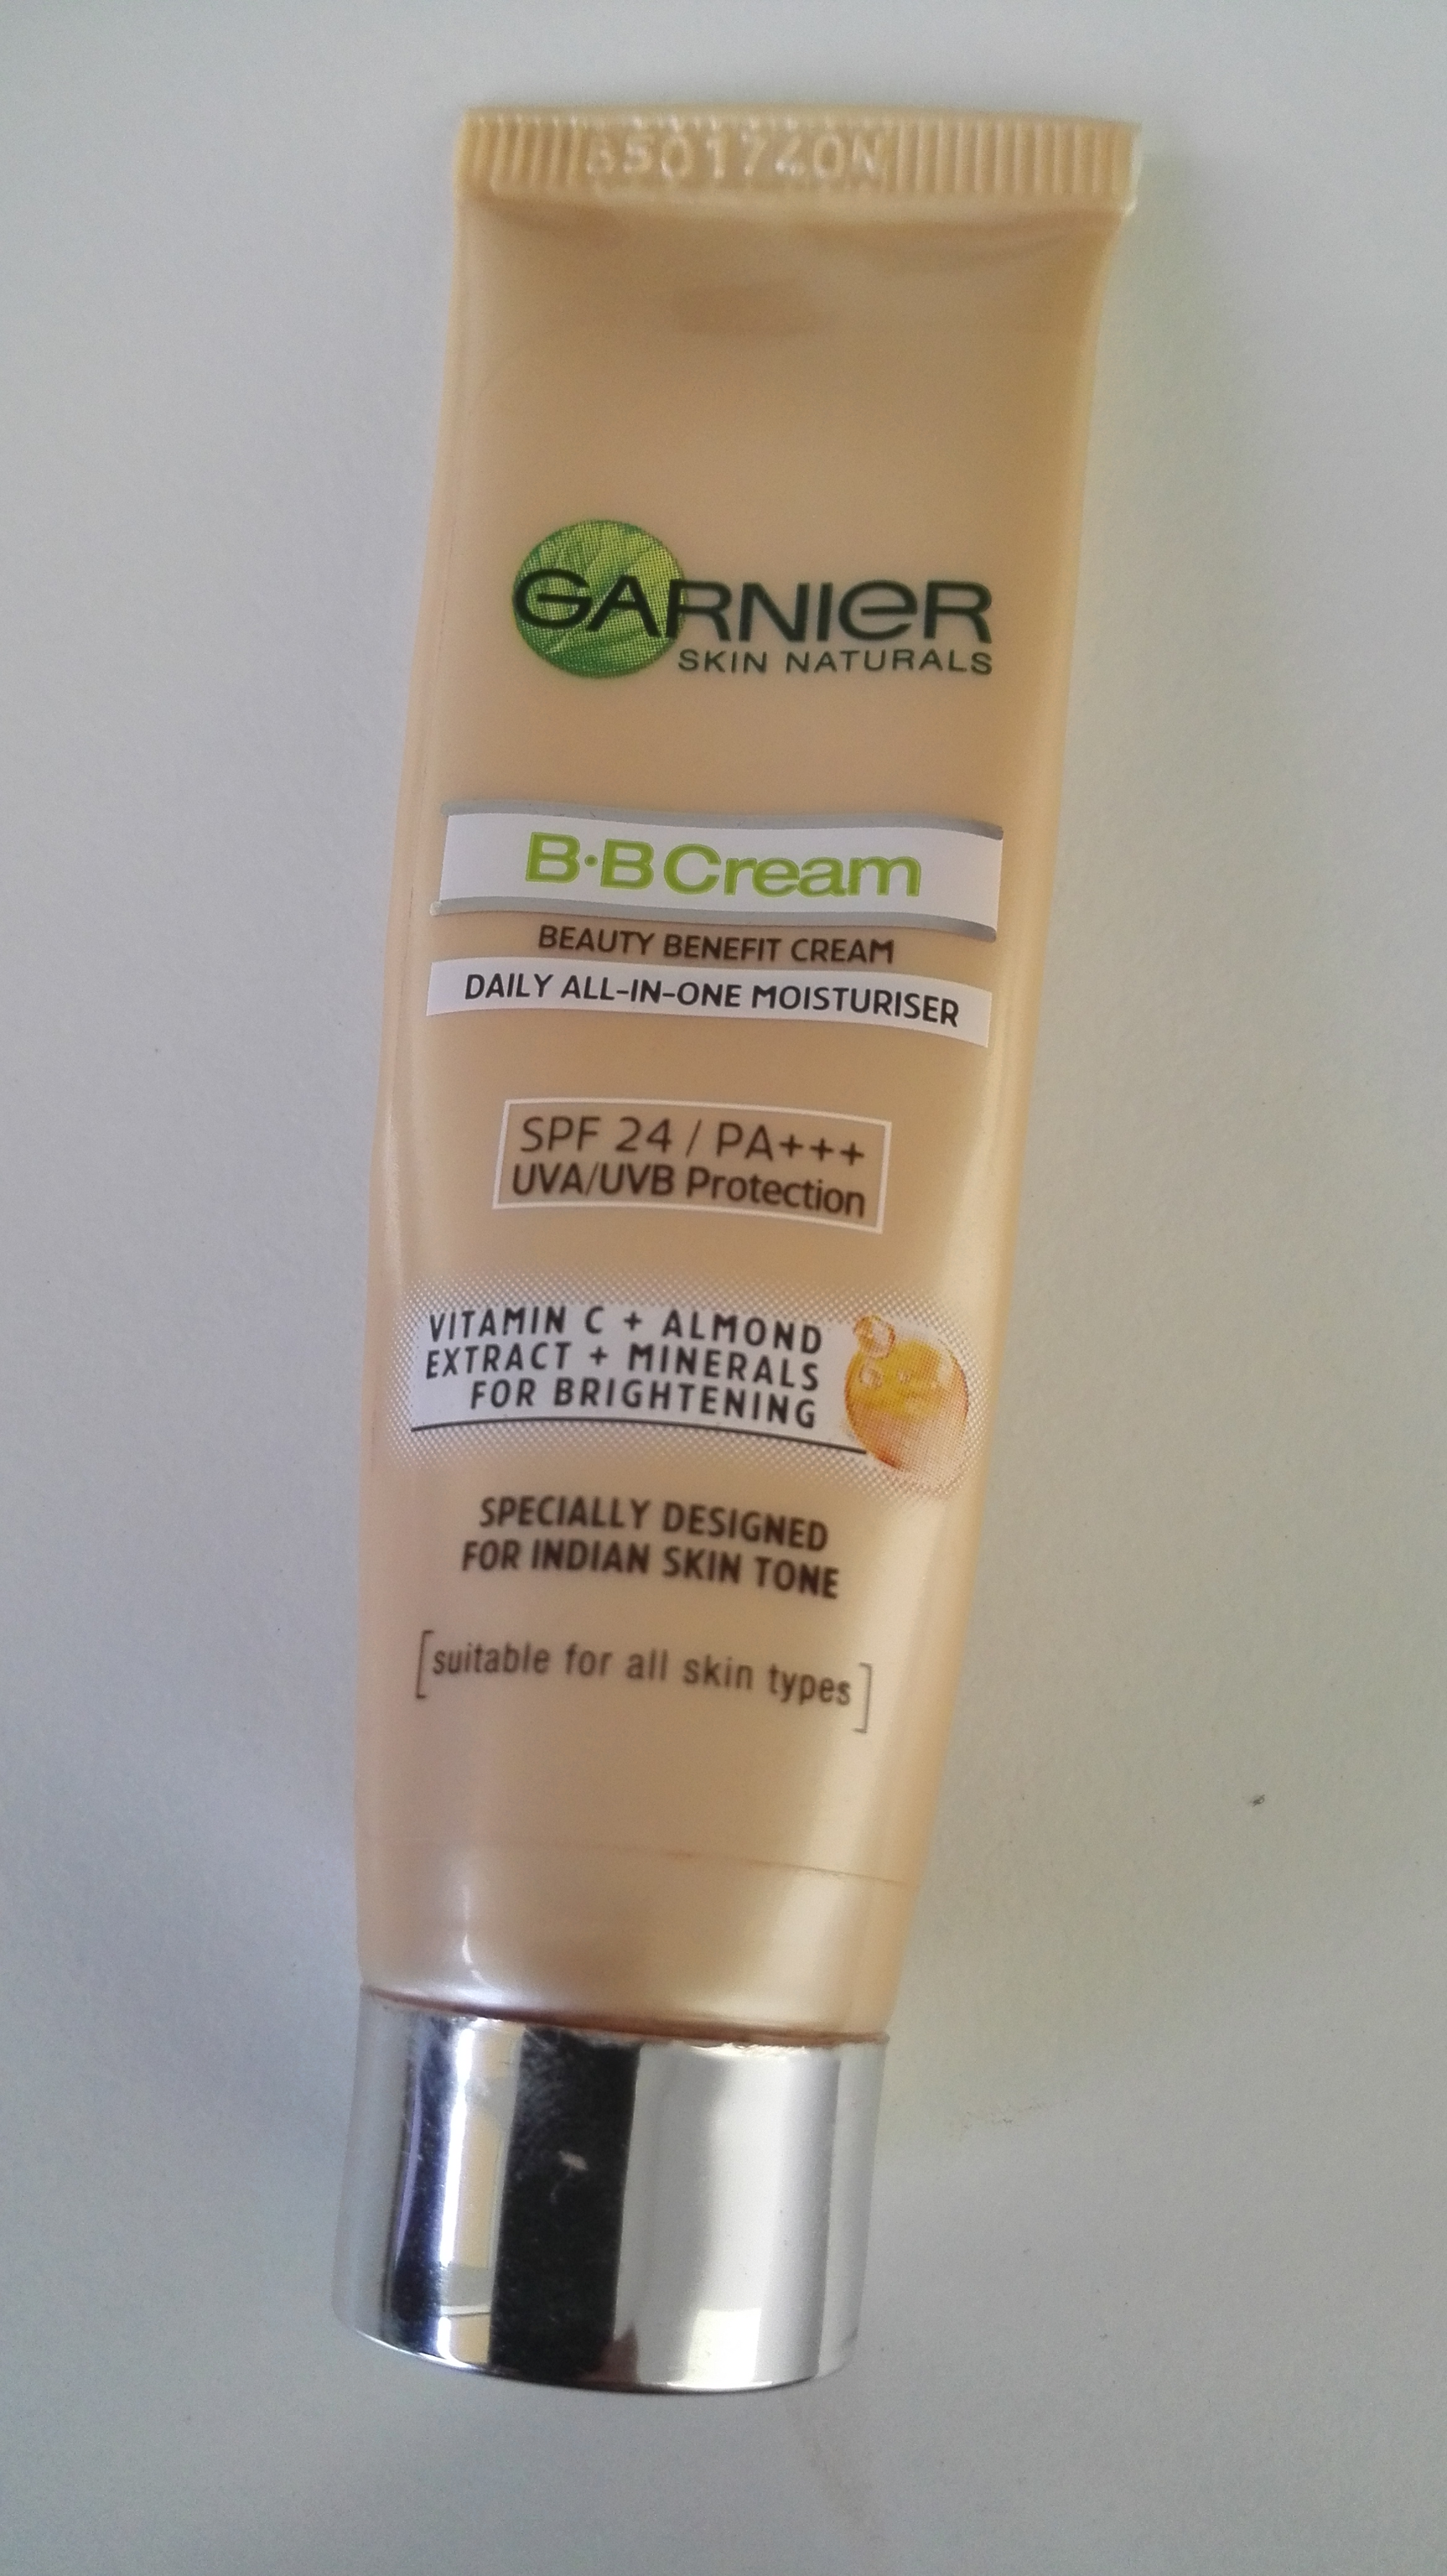 GARNIER
SKIN NATURALS
B·B Cream
BEAUTY BENEFIT CREAM
DAILY ALL-IN-ONE MOISTURISER
SPF 24 / PA+++
UVA/UVB Protection
VITAMIN C + ALMOND
EXTRACT + MINERALS
FOR BRIGHTENING
SPECIALLY DESIGNED
FOR INDIAN SKIN TONE
[suitable for all skin types]